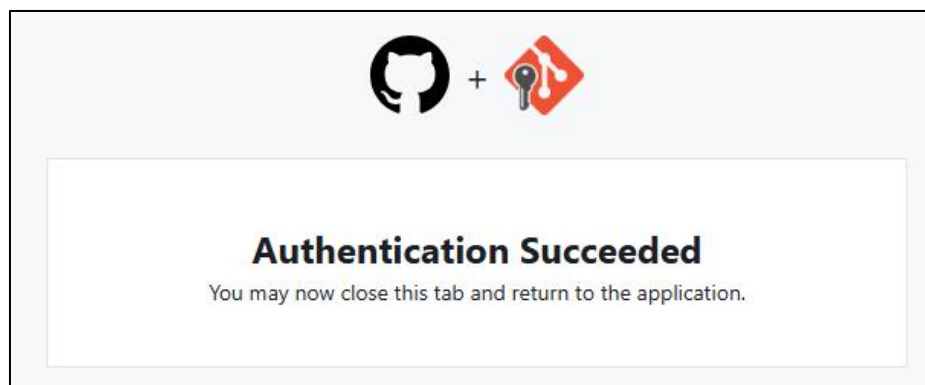 +
Authentication Succeeded
You may now close this tab and return to the application.